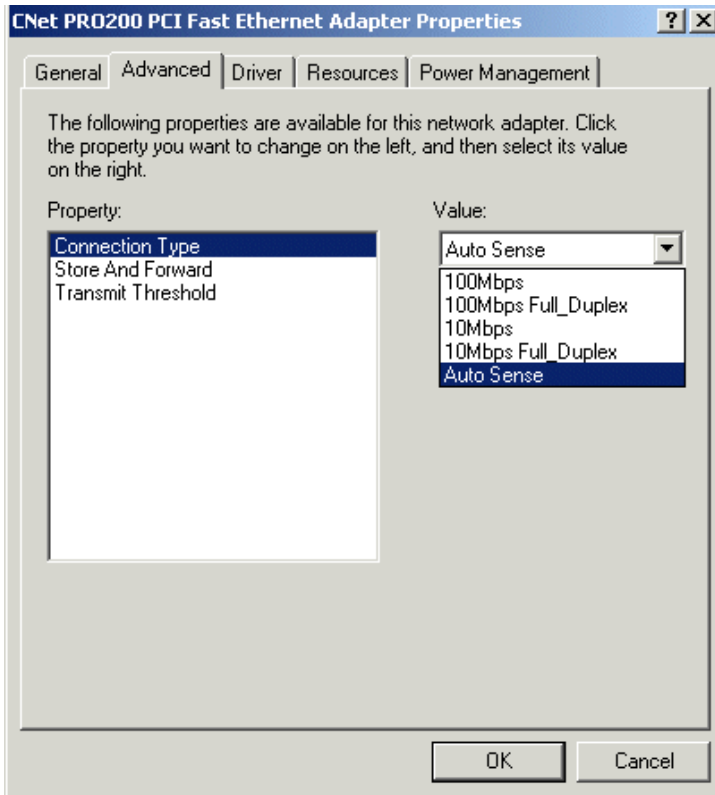 CNet PRO200 PCI Fast Ethernet Adapter Properties
General Advanced Driver Resources Power Management
The following properties are available for this network adapter. Click
the property you want to change on the left, and then select its value
on the right.
Property:
Connection Type
Store And Forward
Transmit Threshold
Value:
Auto Sense
100Mbps
100Mbps Full_Duplex
10Mbps
10Mbps Full_Duplex
Auto Sense
OK Cancel